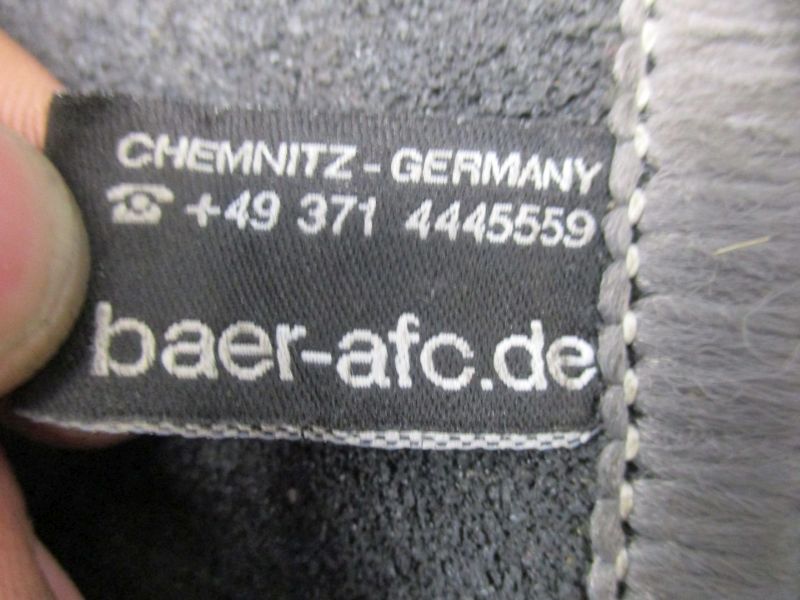 CHEMNITZ - GERMANY
☎ +49 371 4445559
baer-afc.de